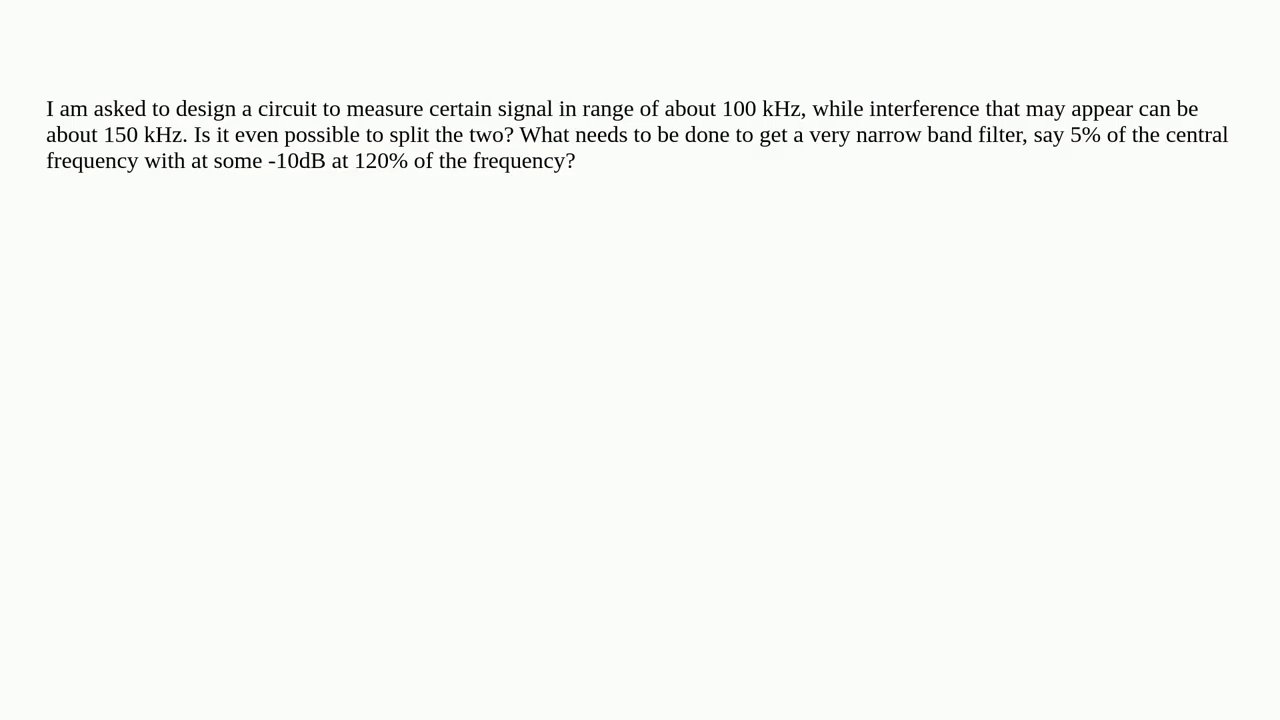 I am asked to design a circuit to measure certain signal in range of about 100 kHz, while interference that may appear can be
about 150 kHz. Is it even possible to split the two? What needs to be done to get a very narrow band filter, say 5% of the central
frequency with at some -10dB at 120% of the frequency?